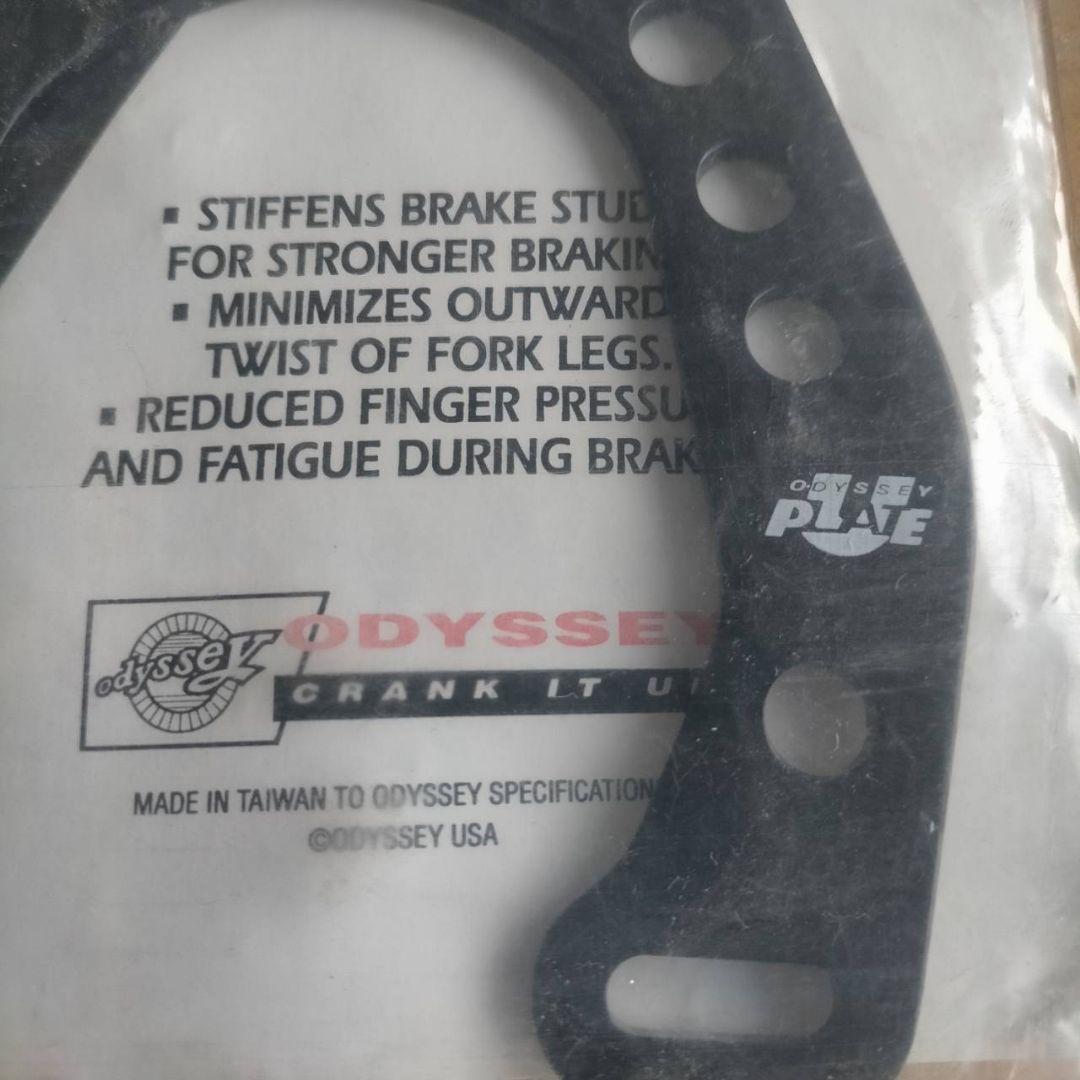 ▪ STIFFENS BRAKE STUD
FOR STRONGER BRAKIN
▪ MINIMIZES OUTWARD
TWIST OF FORK LEGS.
▪ REDUCED FINGER PRESSU
AND FATIGUE DURING BRAK
ODYSSEY
U
PLATE
odyssey
ODYSSEY
CRANK IT U
MADE IN TAIWAN TO ODYSSEY SPECIFICATION
©ODYSSEY USA